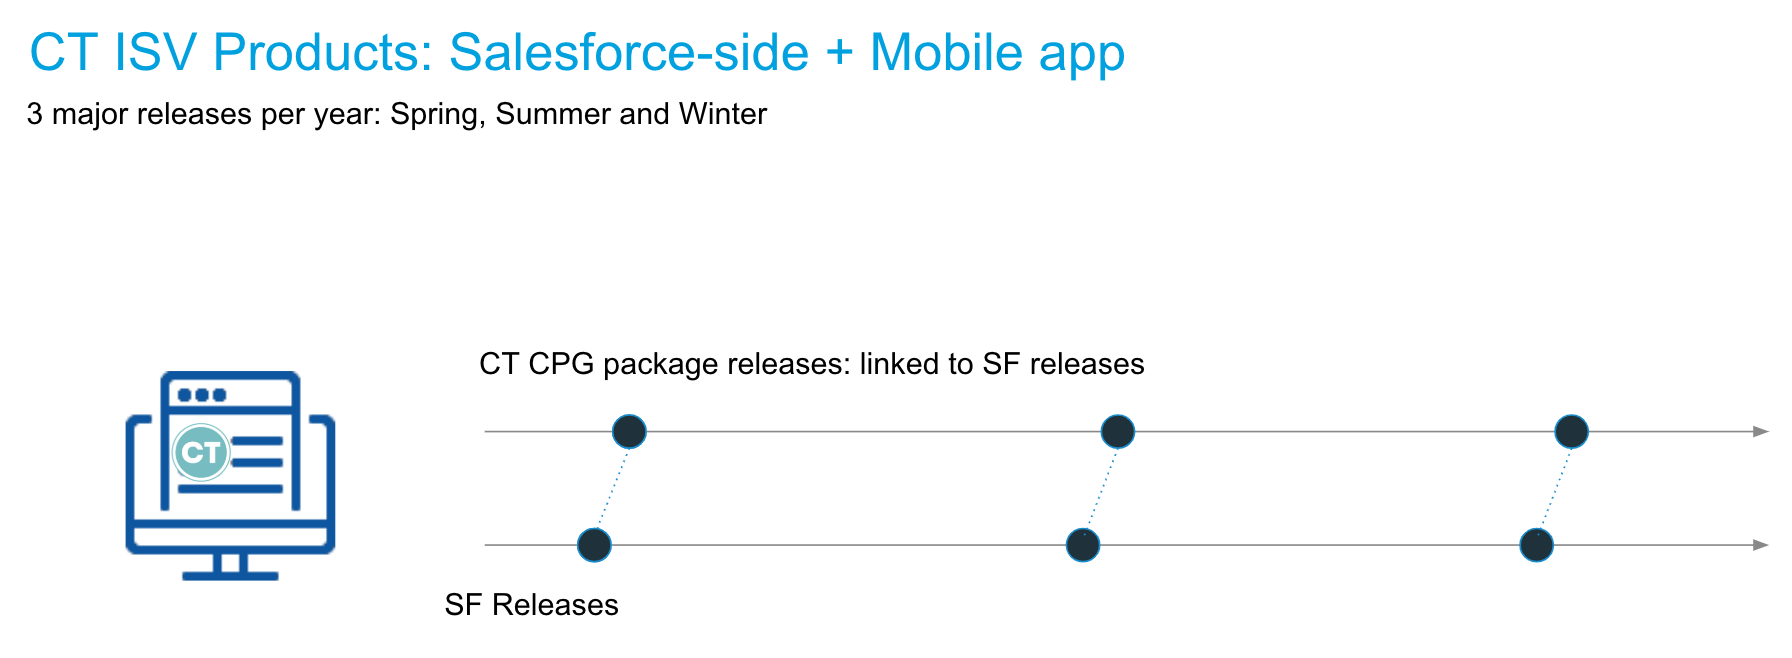 CT ISV Products: Salesforce-side + Mobile app
3 major releases per year: Spring, Summer and Winter
CT CPG package releases: linked to SF releases
CT
SF Releases